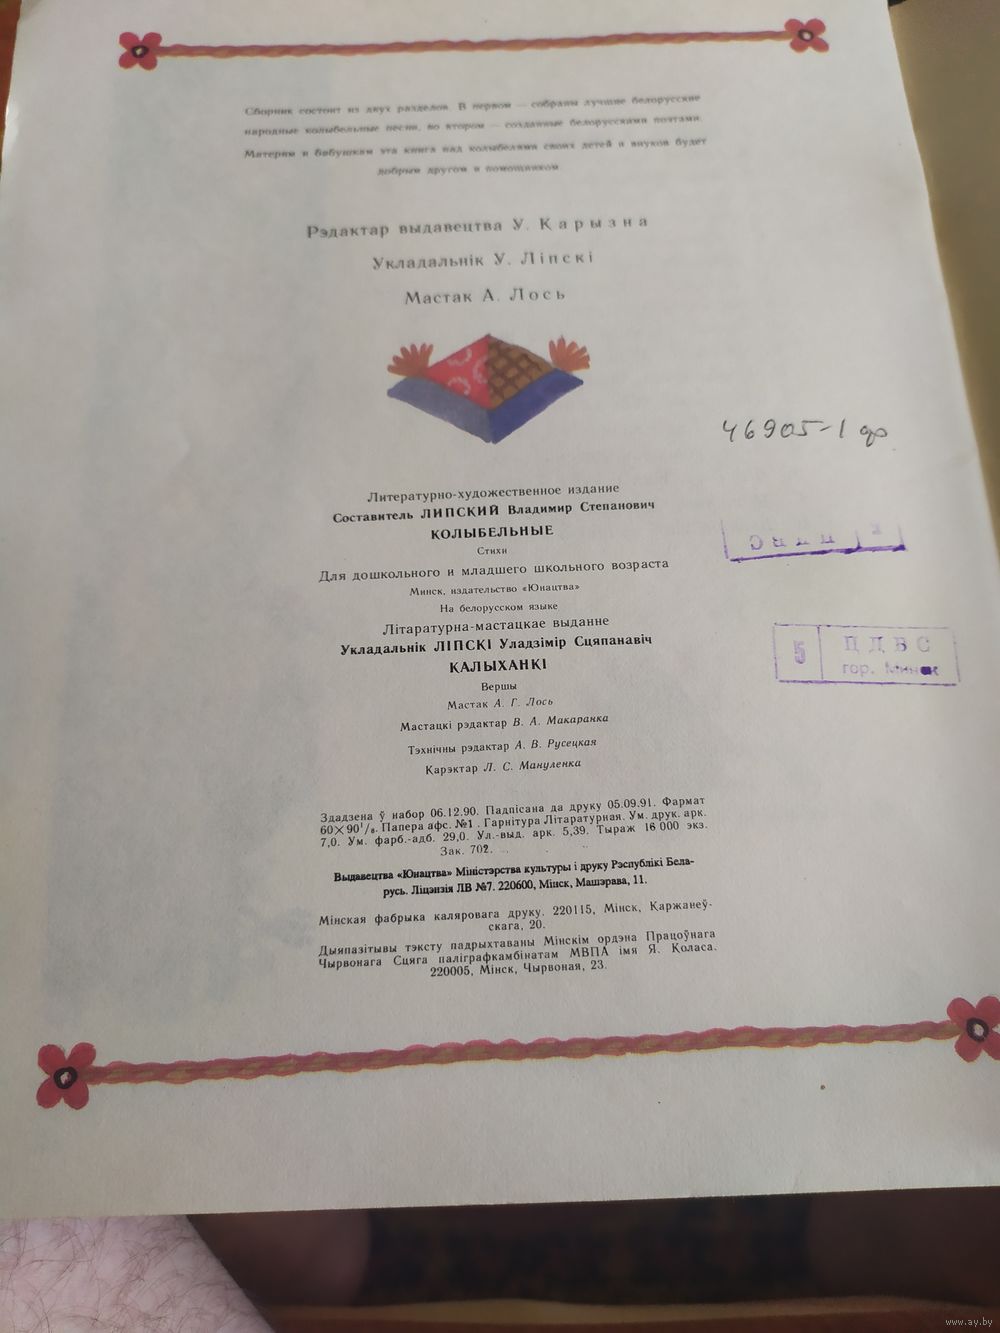 Сборник состоит из двух разделов. В первом — собраны лучшие белорусские
народные колыбельные песни, во втором — созданные белорусскими поэтами.
Матерям и бабушкам эта книга над колыбелями своих детей и внуков будет
добрым другом и помощником.
Рэдактар выдавецтва У. Карызна
Укладальнік У. Ліпскі
Мастак А. Лось
46905-1 ф
Литературно-художественное издание
Составитель ЛИПСКИЙ Владимир Степанович
КОЛЫБЕЛЬНЫЕ
Стихи
Для дошкольного и младшего школьного возраста
Минск, издательство «Юнацтва»
На белорусском языке
Літаратурна-мастацкае выданне
Укладальнік ЛІПСКІ Уладзімір Сцяпанавіч
КАЛЫХАНКІ
Вершы
Мастак А. Г. Лось
Мастацкі рэдактар В. А. Макаранка
Тэхнічны рэдактар А. В. Русецкая
Карэктар Л. С. Мануленка
5 ЦДВС
гор. Минск
Здадзена ў набор 06.12.90. Падпісана да друку 05.09.91. Фармат
60×90¹/₈. Папера афс. №1. Гарнітура Літаратурная. Ум. друк. арк.
7,0. Ум. фарб.-адб. 29,0. Ул.-выд. арк. 5,39. Тыраж 16 000 экз.
Зак. 702.
Выдавецтва «Юнацтва» Міністэрства культуры і друку Рэспублікі Бела-
русь. Ліцэнзія ЛВ №7. 220600, Мінск, Машэрава, 11.
Мінская фабрыка каляровага друку. 220115, Мінск, Каржанеў-
скага, 20.
Дыяпазітывы тэксту падрыхтаваны Мінскім ордэна Працоўнага
Чырвонага Сцяга паліграфкамбінатам МВПА імя Я. Коласа.
220005, Мінск, Чырвоная, 23.
www.ay.by